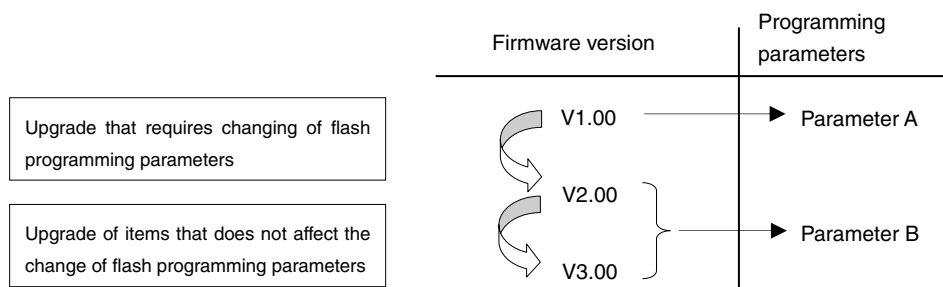 Firmware version
Programming
parameters
Upgrade that requires changing of flash
programming parameters
V1.00
Parameter A
V2.00
Upgrade of items that does not affect the
change of flash programming parameters
Parameter B
V3.00